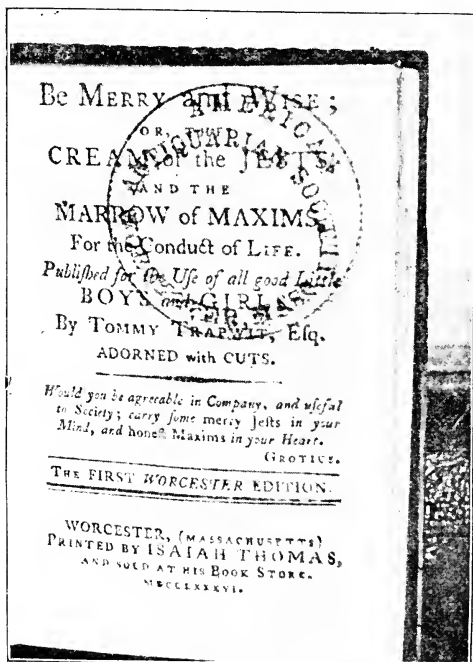 Be MERRY and WISE;
OR, THE
CREAM of the JESTS,
AND THE
MARROW of MAXIMS,
For the Conduct of LIFE.
Publiſhed for the Uſe of all good Little
BOYS and GIRLS.
By TOMMY TRAPWIT, Eſq.
ADORNED with CUTS.
Would you be agreeable in Company, and uſeful
to Society; carry ſome merry Jeſts in your
Mind, and honeſt Maxims in your Heart.
GROTIUS.
THE FIRST WORCESTER EDITION.
WORCESTER, (MASSACHUSETTS)
PRINTED BY ISAIAH THOMAS,
AND SOLD AT HIS BOOK STORE.
MDCCLXXXVI.
AMERICAN
ANTIQUARIAN SOCIETY